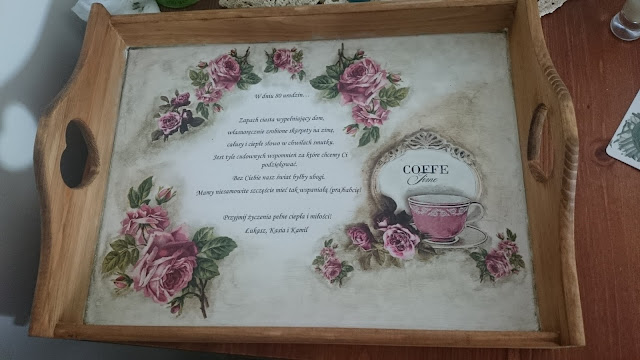 W dniu 80 urodzin...
Zapach ciasta wypełniający dom,
własnoręcznie zrobione skarpety na zimę,
całusy i ciepłe słowo w chwilach smutku.
Jest tyle cudownych wspomnień za które chcemy Ci
podziękować.
Bez Ciebie nasz świat byłby ubogi.
Mamy niesamowite szczęście mieć tak wspaniałą (pra)babcię!
Przyjmij życzenia pełne ciepła i miłości:
Łukasz, Kasia i Kamil
COFFE
Time